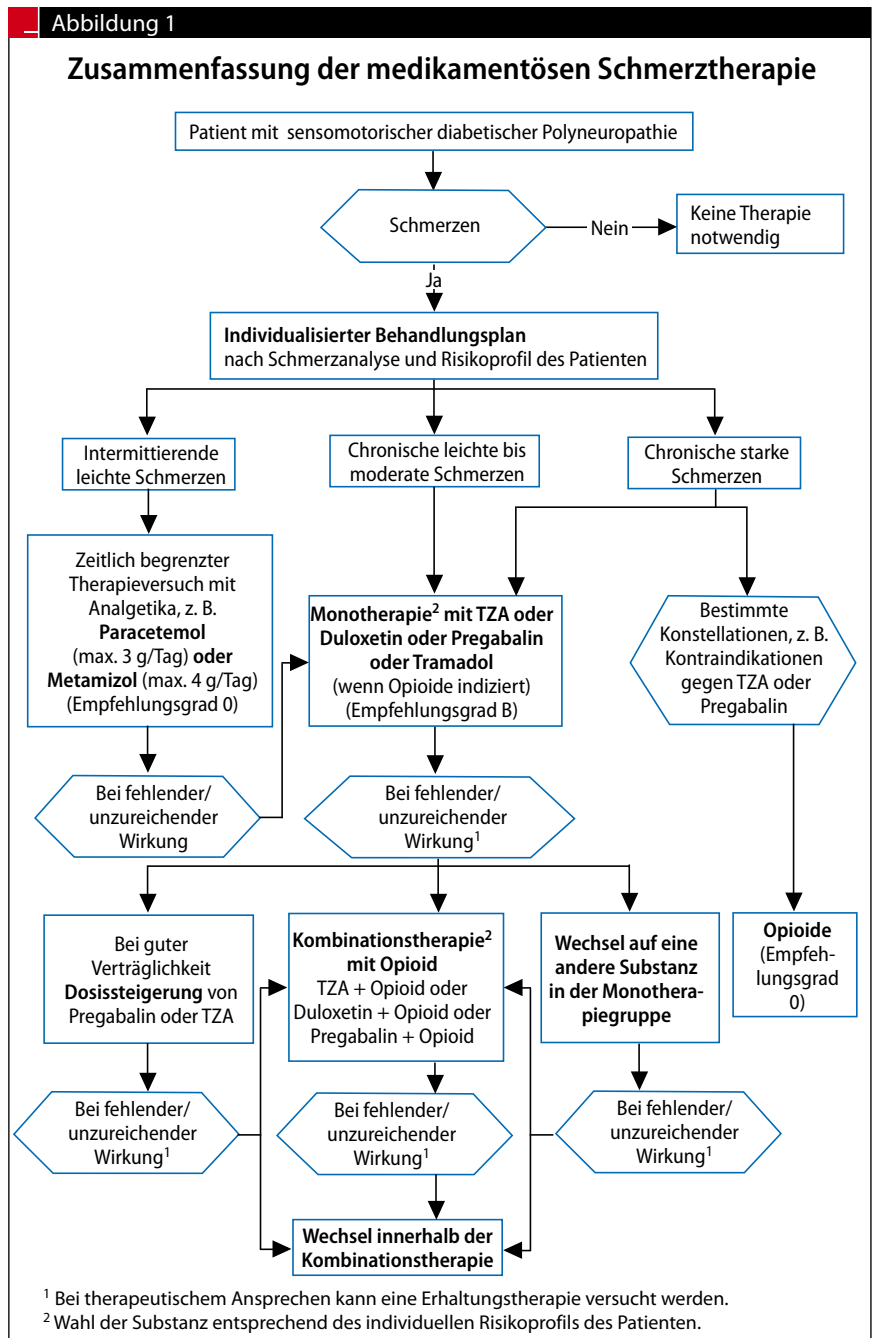 Abbildung 1
Zusammenfassung der medikamentösen Schmerztherapie
Patient mit sensomotorischer diabetischer Polyneuropathie
Schmerzen
Nein
Keine Therapie
notwendig
Ja
Individualisierter Behandlungsplan
nach Schmerzanalyse und Risikoprofil des Patienten
Intermittierende
leichte Schmerzen
Chronische leichte bis
moderate Schmerzen
Chronische starke
Schmerzen
Zeitlich begrenzter
Therapieversuch mit
Analgetika, z. B.
Paracetemol
(max. 3 g/Tag) oder
Metamizol (max. 4 g/Tag)
(Empfehlungsgrad 0)
Monotherapie² mit TZA oder
Duloxetin oder Pregabalin
oder Tramadol
(wenn Opioide indiziert)
(Empfehlungsgrad B)
Bestimmte
Konstellationen, z. B.
Kontraindikationen
gegen TZA oder
Pregabalin
Bei fehlender/
unzureichender
Wirkung
Bei fehlender/
unzureichender
Wirkung¹
Bei guter
Verträglichkeit
Dosissteigerung von
Pregabalin oder TZA
Kombinationstherapie²
mit Opioid
TZA + Opioid oder
Duloxetin + Opioid oder
Pregabalin + Opioid
Wechsel auf eine
andere Substanz
in der Monothera-
piegruppe
Opioide
(Empfeh-
lungsgrad
0)
Bei fehlender/
unzureichender
Wirkung¹
Bei fehlender/
unzureichender
Wirkung¹
Bei fehlender/
unzureichender
Wirkung¹
Wechsel innerhalb der
Kombinationstherapie
¹ Bei therapeutischem Ansprechen kann eine Erhaltungstherapie versucht werden.
² Wahl der Substanz entsprechend des individuellen Risikoprofils des Patienten.